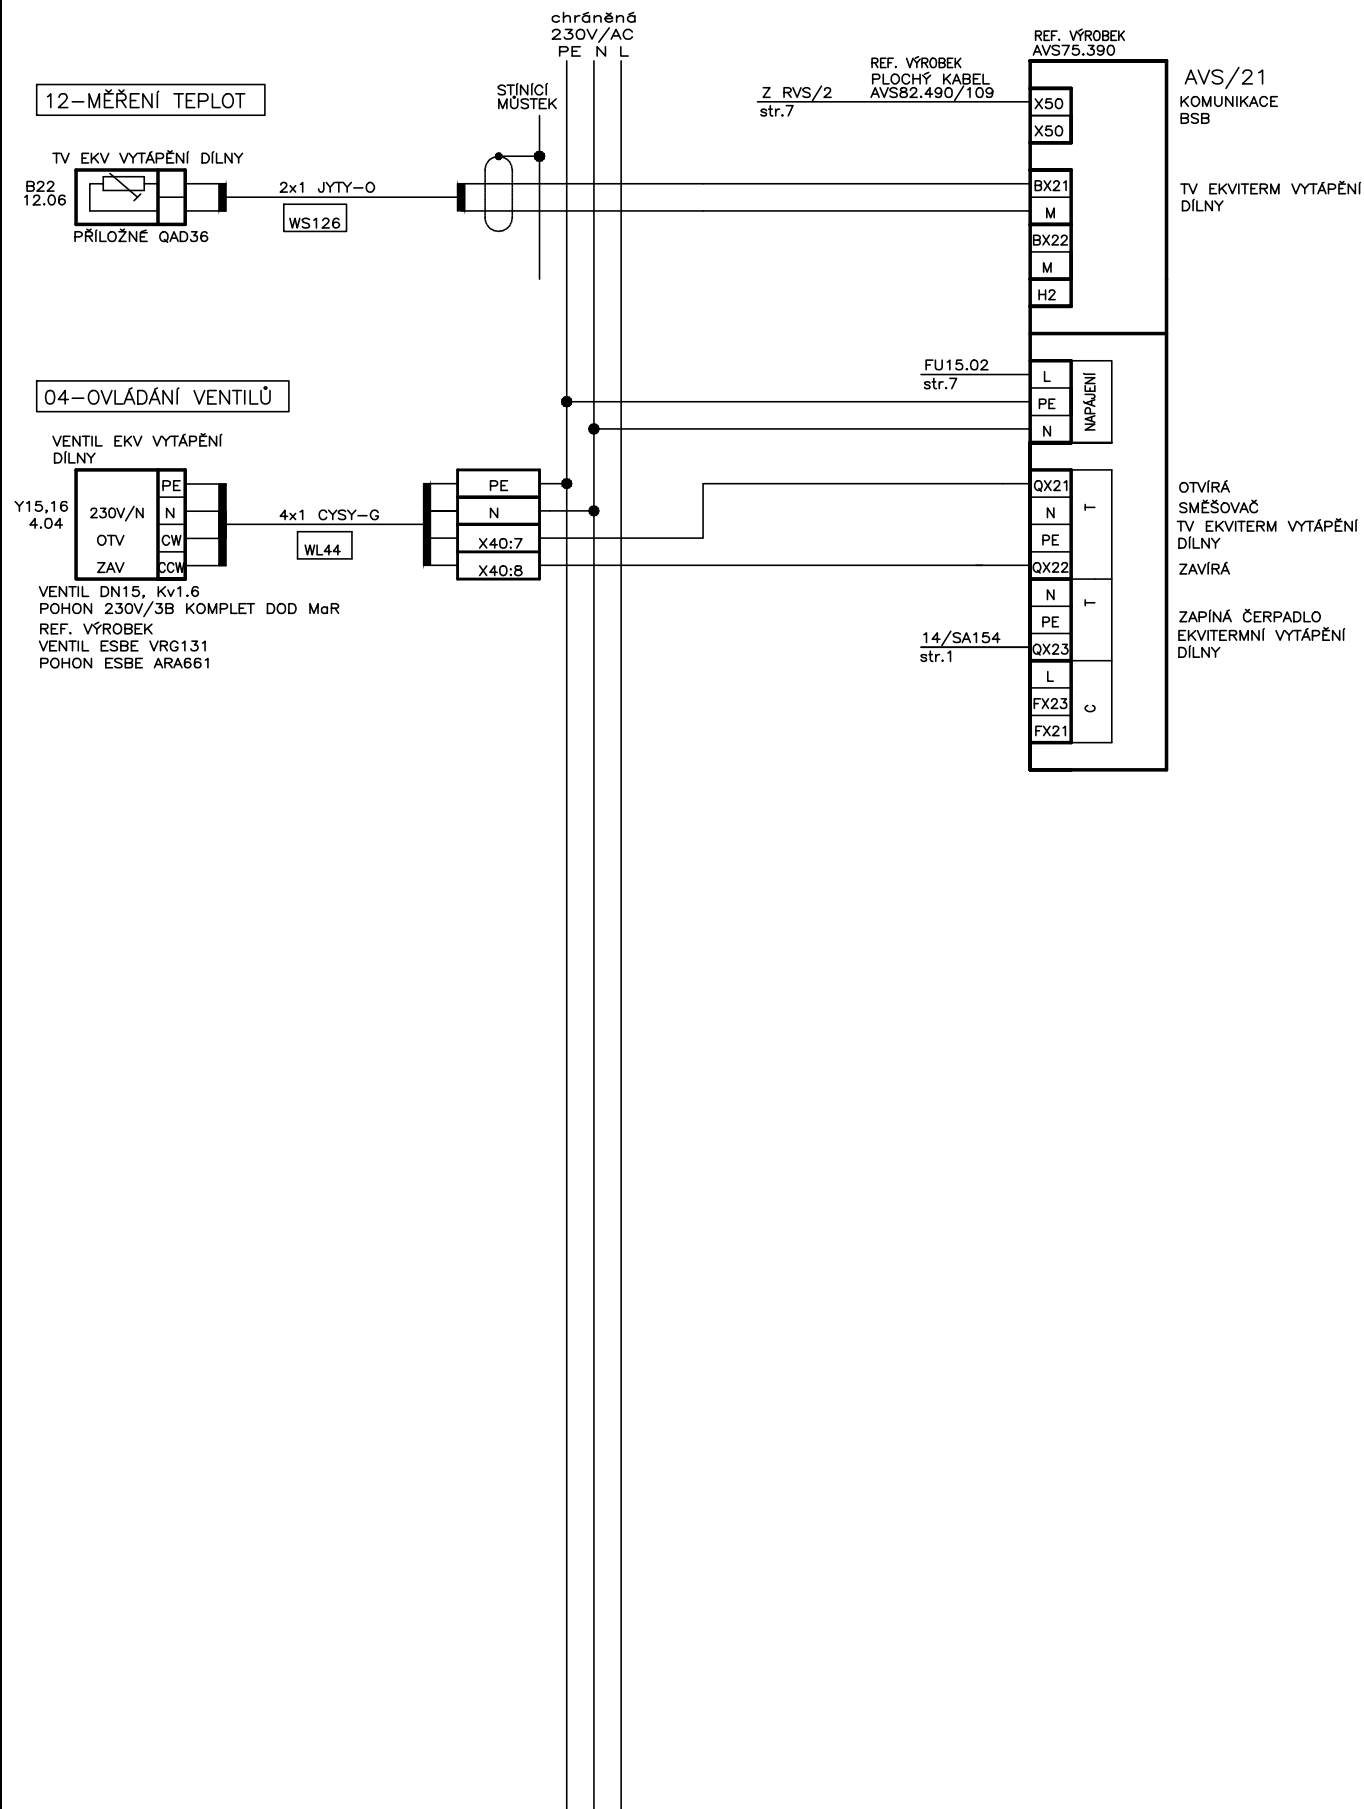 chráněná
230V/AC
PE N L
REF. VÝROBEK
AVS75.390
REF. VÝROBEK
PLOCHÝ KABEL
AVS82.490/109
Z RVS/2
str.7
AVS/21
KOMUNIKACE
BSB
X50
X50
12-MĚŘENÍ TEPLOT
STÍNÍCÍ
MŮSTEK
TV EKV VYTÁPĚNÍ DÍLNY
B22
12.06
PŘÍLOŽNÉ QAD36
2x1 JYTY-O
WS126
BX21
M
BX22
M
H2
TV EKVITERM VYTÁPĚNÍ
DÍLNY
FU15.02
str.7
L
PE
N
NAPÁJENÍ
04-OVLÁDÁNÍ VENTILŮ
VENTIL EKV VYTÁPĚNÍ
DÍLNY
Y15,16
4.04
PE
230V/N N
OTV CW
ZAV CCW
4x1 CYSY-G
WL44
PE
N
X40:7
X40:8
VENTIL DN15, Kv1.6
POHON 230V/3B KOMPLET DOD MaR
REF. VÝROBEK
VENTIL ESBE VRG131
POHON ESBE ARA661
QX21
N
PE
QX22
T
OTVÍRÁ
SMĚŠOVAČ
TV EKVITERM VYTÁPĚNÍ
DÍLNY
ZAVÍRÁ
N
PE
QX23
T
14/SA154
str.1
ZAPÍNÁ ČERPADLO
EKVITERMNÍ VYTÁPĚNÍ
DÍLNY
L
FX23
FX21
C